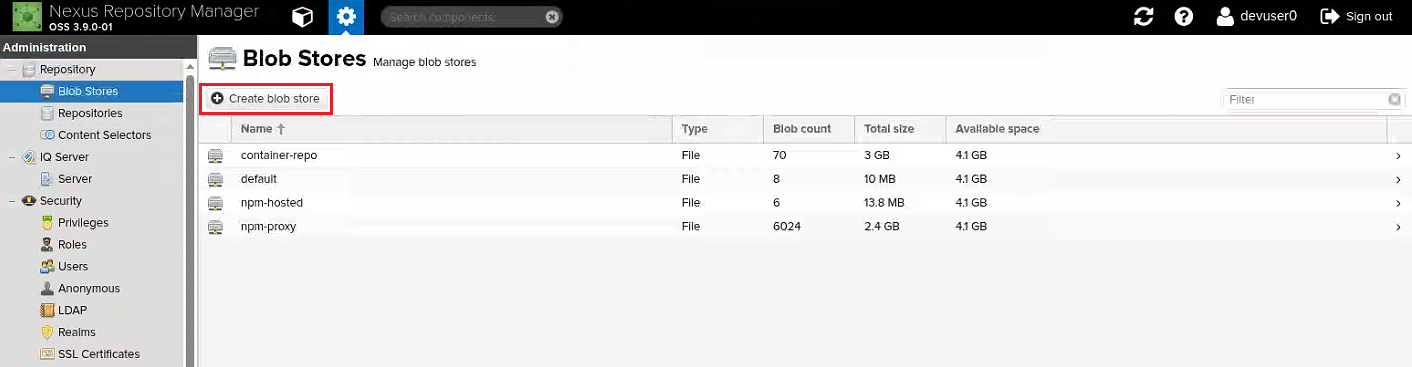 Nexus Repository Manager
OSS 3.9.0-01
Search components
devuser0
Sign out
Administration
Repository
Blob Stores
Repositories
Content Selectors
IQ Server
Server
Security
Privileges
Roles
Users
Anonymous
LDAP
Realms
SSL Certificates
Blob Stores Manage blob stores
Create blob store
Filter
Name Type Blob count Total size Available space
container-repo File 70 3 GB 4.1 GB
default File 8 10 MB 4.1 GB
npm-hosted File 6 13.8 MB 4.1 GB
npm-proxy File 6024 2.4 GB 4.1 GB